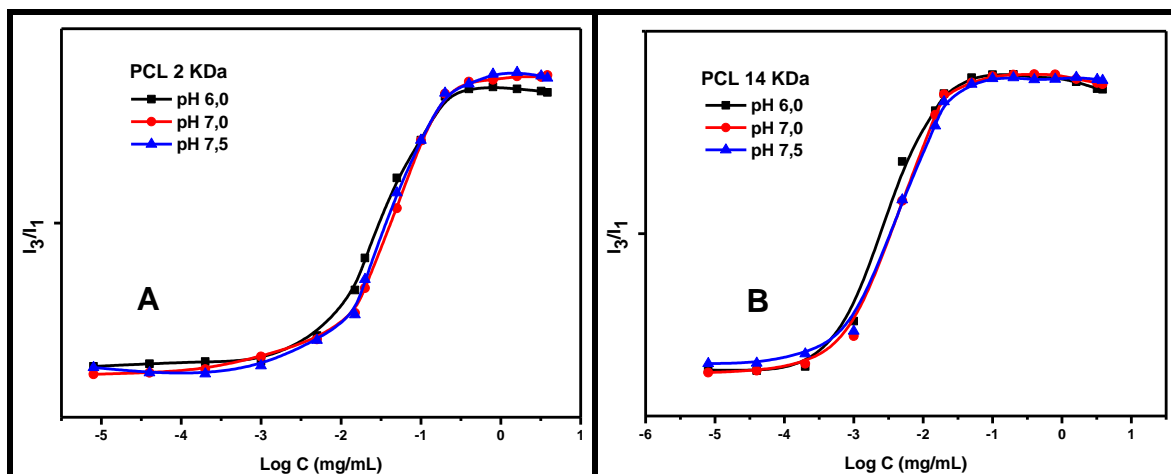 PCL 2 KDa
pH 6,0
pH 7,0
pH 7,5
I3/I1
A
-5 -4 -3 -2 -1 0 1
Log C (mg/mL)
PCL 14 KDa
pH 6,0
pH 7,0
pH 7,5
I3/I1
B
-6 -5 -4 -3 -2 -1 0 1
Log C (mg/mL)